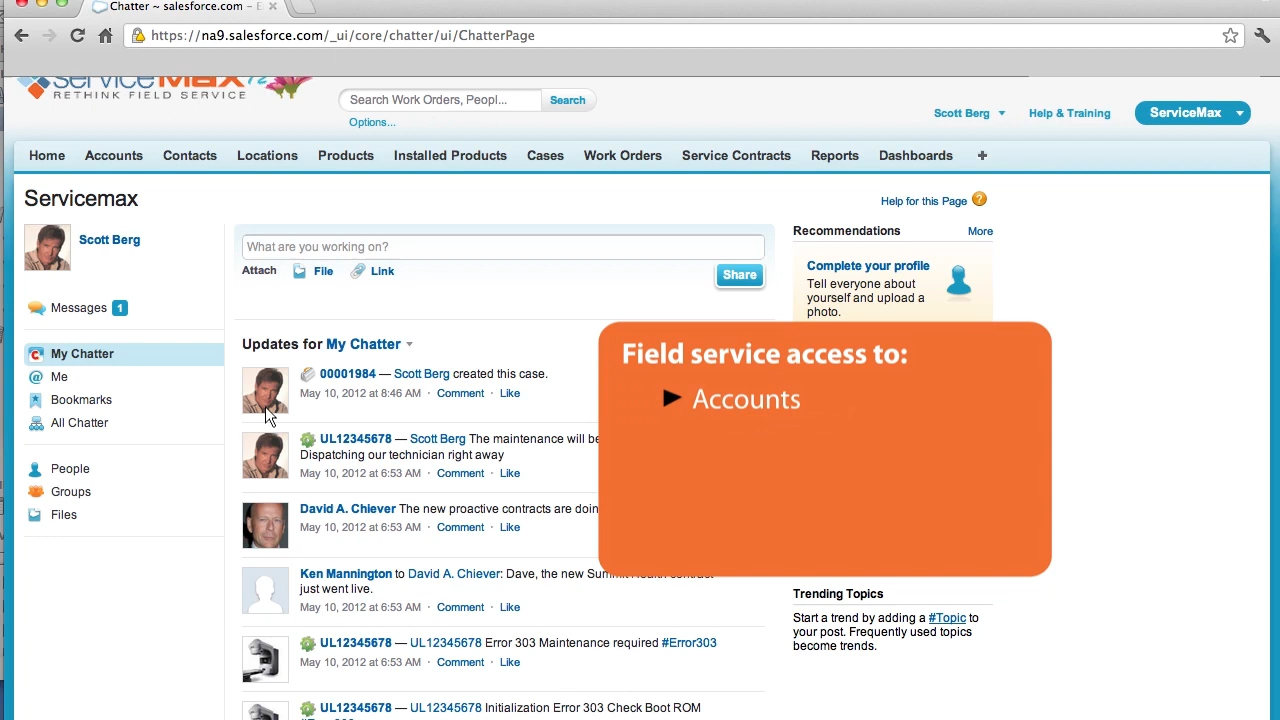 Chatter ~ salesforce.com – E
https://na9.salesforce.com/_ui/core/chatter/ui/ChatterPage
serviceMax
RETHINK FIELD SERVICE
Search Work Orders, Peopl... Search
Options...
Scott Berg Help & Training ServiceMax
Home Accounts Contacts Locations Products Installed Products Cases Work Orders Service Contracts Reports Dashboards +
Servicemax
Help for this Page ?
Scott Berg
Messages 1
My Chatter
@ Me
Bookmarks
All Chatter
People
Groups
Files
What are you working on?
Attach File Link
Share
Updates for My Chatter
00001984 — Scott Berg created this case.
May 10, 2012 at 8:46 AM · Comment · Like
UL12345678 — Scott Berg The maintenance will be
Dispatching our technician right away
May 10, 2012 at 6:53 AM · Comment · Like
David A. Chiever The new proactive contracts are doin
May 10, 2012 at 6:53 AM · Comment · Like
Ken Mannington to David A. Chiever: Dave, the new Summit Health contract
just went live.
May 10, 2012 at 6:53 AM · Comment · Like
UL12345678 — UL12345678 Error 303 Maintenance required #Error303
May 10, 2012 at 6:53 AM · Comment · Like
UL12345678 — UL12345678 Initialization Error 303 Check Boot ROM
Recommendations More
Complete your profile
Tell everyone about
yourself and upload a
photo.
Field service access to:
Accounts
Trending Topics
Start a trend by adding a #Topic to
your post. Frequently used topics
become trends.